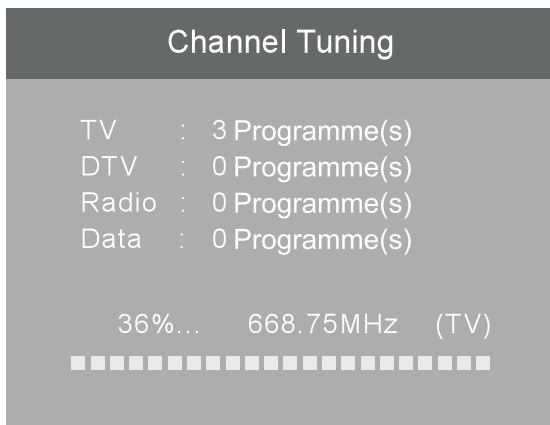 Channel Tuning
TV : 3 Programme(s)
DTV : 0 Programme(s)
Radio : 0 Programme(s)
Data : 0 Programme(s)
36%... 668.75MHz (TV)